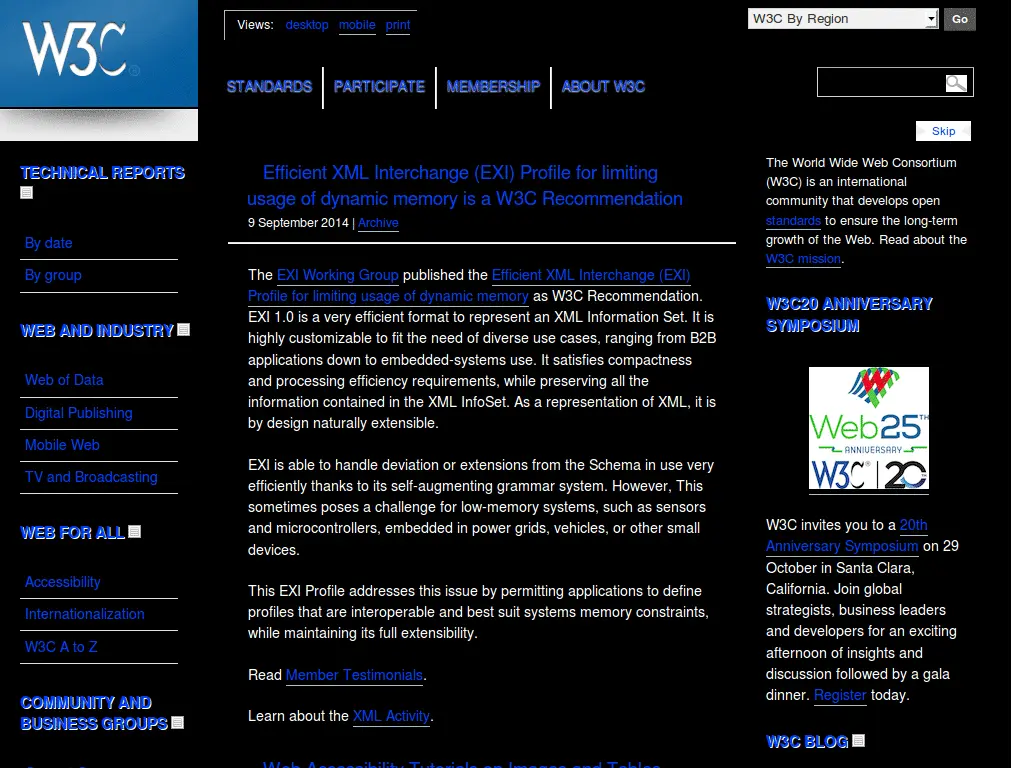 W3C
Views: desktop mobile print
W3C By Region
Go
STANDARDS
PARTICIPATE
MEMBERSHIP
ABOUT W3C
Skip
TECHNICAL REPORTS
By date
By group
WEB AND INDUSTRY
Web of Data
Digital Publishing
Mobile Web
TV and Broadcasting
WEB FOR ALL
Accessibility
Internationalization
W3C A to Z
COMMUNITY AND
BUSINESS GROUPS
Efficient XML Interchange (EXI) Profile for limiting
usage of dynamic memory is a W3C Recommendation
9 September 2014 | Archive
The EXI Working Group published the Efficient XML Interchange (EXI)
Profile for limiting usage of dynamic memory as W3C Recommendation.
EXI 1.0 is a very efficient format to represent an XML Information Set. It is
highly customizable to fit the need of diverse use cases, ranging from B2B
applications down to embedded-systems use. It satisfies compactness
and processing efficiency requirements, while preserving all the
information contained in the XML InfoSet. As a representation of XML, it is
by design naturally extensible.
EXI is able to handle deviation or extensions from the Schema in use very
efficiently thanks to its self-augmenting grammar system. However, This
sometimes poses a challenge for low-memory systems, such as sensors
and microcontrollers, embedded in power grids, vehicles, or other small
devices.
This EXI Profile addresses this issue by permitting applications to define
profiles that are interoperable and best suit systems memory constraints,
while maintaining its full extensibility.
Read Member Testimonials.
Learn about the XML Activity.
Web Accessibility Tutorials on Images and Tables
The World Wide Web Consortium
(W3C) is an international
community that develops open
standards to ensure the long-term
growth of the Web. Read about the
W3C mission.
W3C20 ANNIVERSARY
SYMPOSIUM
Web25TH
ANNIVERSARY
W3C® | 20
W3C invites you to a 20th
Anniversary Symposium on 29
October in Santa Clara,
California. Join global
strategists, business leaders
and developers for an exciting
afternoon of insights and
discussion followed by a gala
dinner. Register today.
W3C BLOG